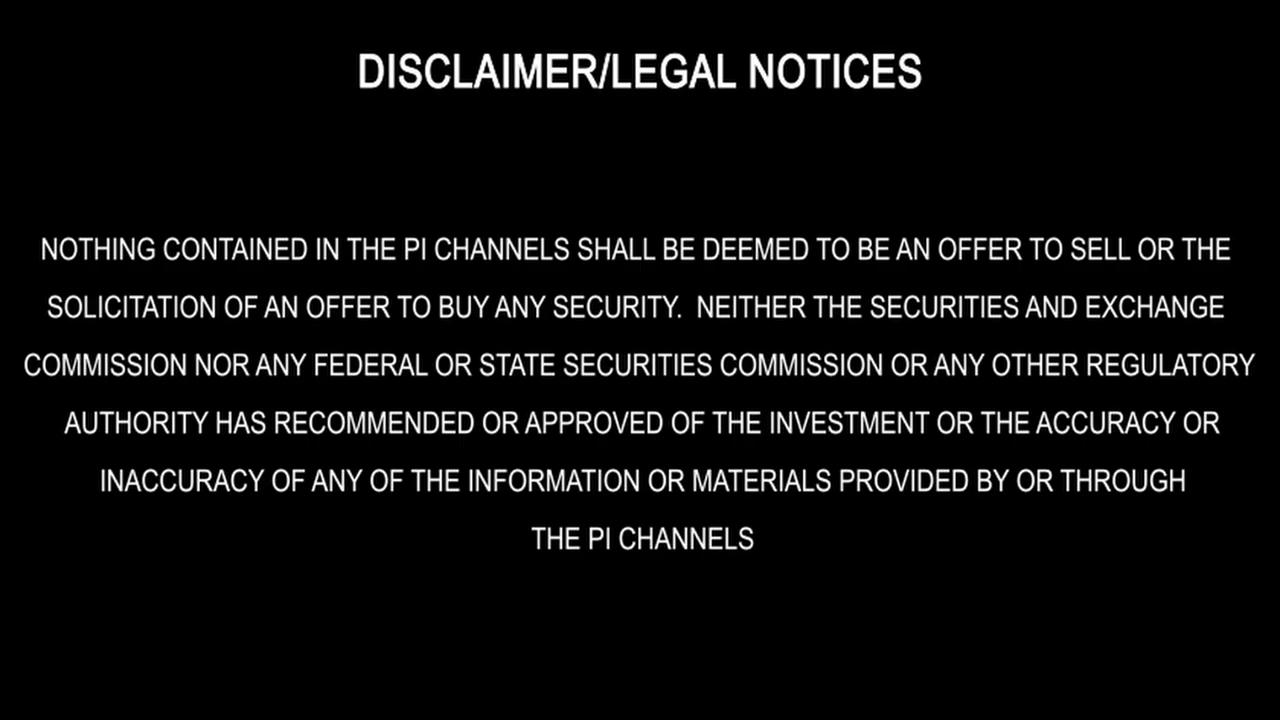 DISCLAIMER/LEGAL NOTICES
NOTHING CONTAINED IN THE PI CHANNELS SHALL BE DEEMED TO BE AN OFFER TO SELL OR THE
SOLICITATION OF AN OFFER TO BUY ANY SECURITY.  NEITHER THE SECURITIES AND EXCHANGE
COMMISSION NOR ANY FEDERAL OR STATE SECURITIES COMMISSION OR ANY OTHER REGULATORY
AUTHORITY HAS RECOMMENDED OR APPROVED OF THE INVESTMENT OR THE ACCURACY OR
INACCURACY OF ANY OF THE INFORMATION OR MATERIALS PROVIDED BY OR THROUGH
THE PI CHANNELS